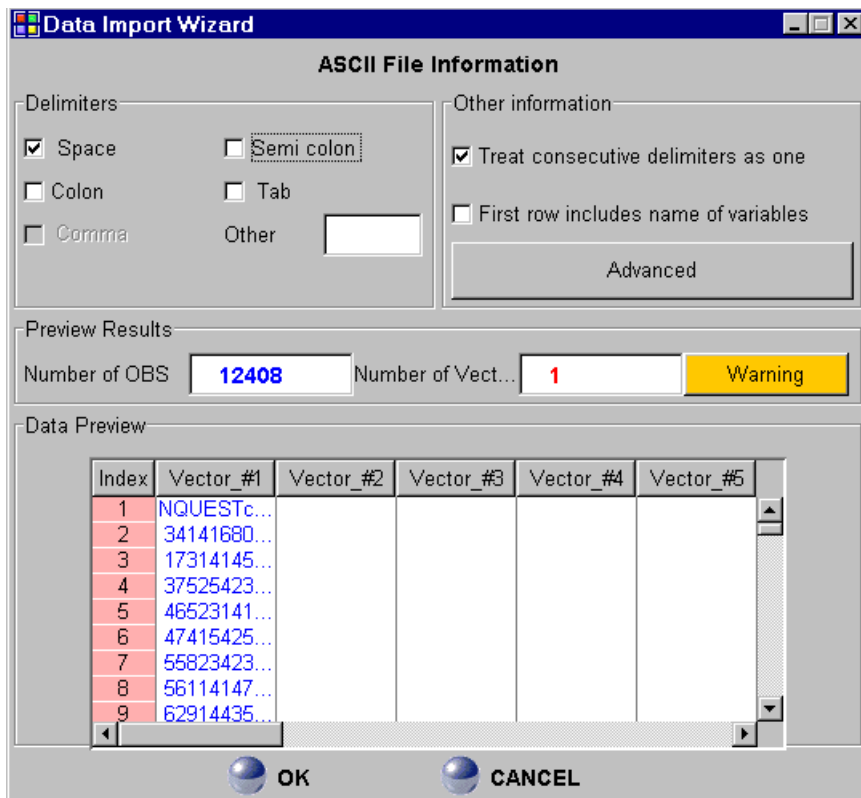 Data Import Wizard
ASCII File Information
Delimiters
Space
Semi colon
Colon
Tab
Comma
Other
Other information
Treat consecutive delimiters as one
First row includes name of variables
Advanced
Preview Results
Number of OBS 12408 Number of Vect... 1 Warning
Data Preview
Index Vector_#1 Vector_#2 Vector_#3 Vector_#4 Vector_#5
1 NQUESTc...
2 34141680...
3 17314145...
4 37525423...
5 46523141...
6 47415425...
7 55823423...
8 56114147...
9 62914435...
OK CANCEL